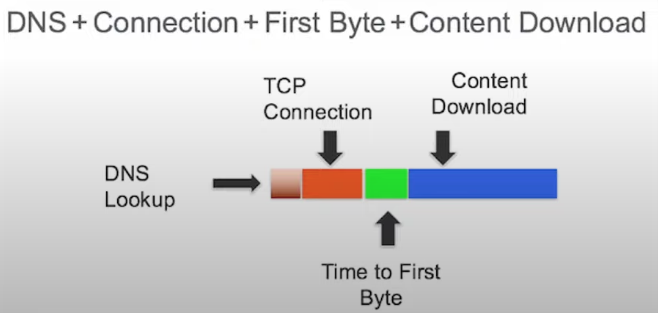 DNS + Connection + First Byte + Content Download
TCP
Connection
Content
Download
DNS
Lookup
Time to First
Byte